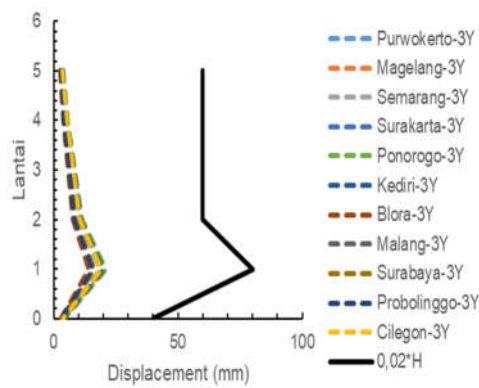 6
5
4
3
2
1
0
Lantai
0
50
100
Displacement (mm)
Purwokerto-3Y
Magelang-3Y
Semarang-3Y
Surakarta-3Y
Ponorogo-3Y
Kediri-3Y
Blora-3Y
Malang-3Y
Surabaya-3Y
Probolinggo-3Y
Cilegon-3Y
0,02*H